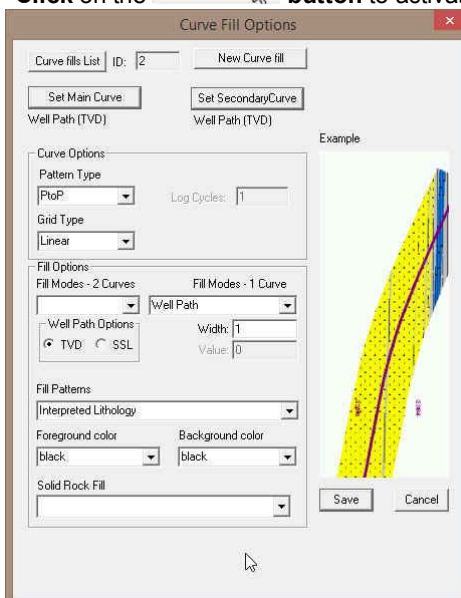 Click on the button to activat
Curve Fill Options
Curve fills List ID: 2 New Curve fill
Set Main Curve Set SecondaryCurve
Well Path (TVD) Well Path (TVD)
Example
Curve Options
Pattern Type
PtoP Log Cycles: 1
Grid Type
Linear
Fill Options
Fill Modes - 2 Curves Fill Modes - 1 Curve
Well Path
Well Path Options Width: 1
TVD SSL Value: 0
Fill Patterns
Interpreted Lithology
Foreground color Background color
black black
Solid Rock Fill
Save Cancel